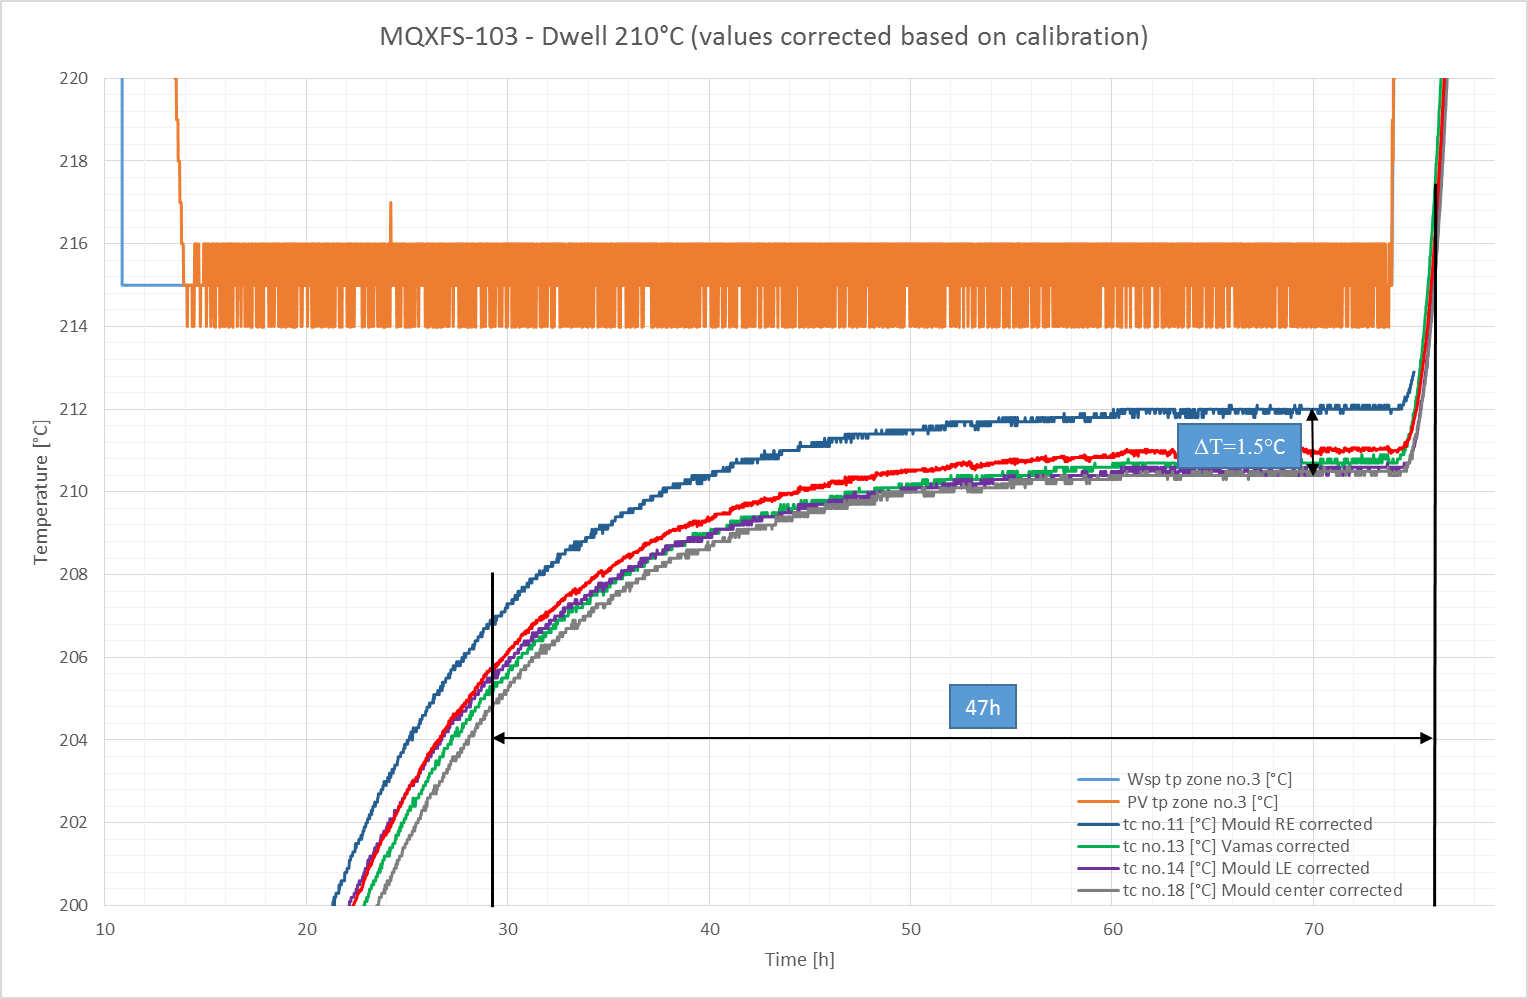 MQXFS-103 - Dwell 210°C (values corrected based on calibration)
220
218
216
214
212
210
208
206
204
202
200
Temperature [°C]
ΔT=1.5°C
47h
Wsp tp zone no.3 [°C]
PV tp zone no.3 [°C]
tc no.11 [°C] Mould RE corrected
tc no.13 [°C] Vamas corrected
tc no.14 [°C] Mould LE corrected
tc no.18 [°C] Mould center corrected
10 20 30 40 50 60 70
Time [h]